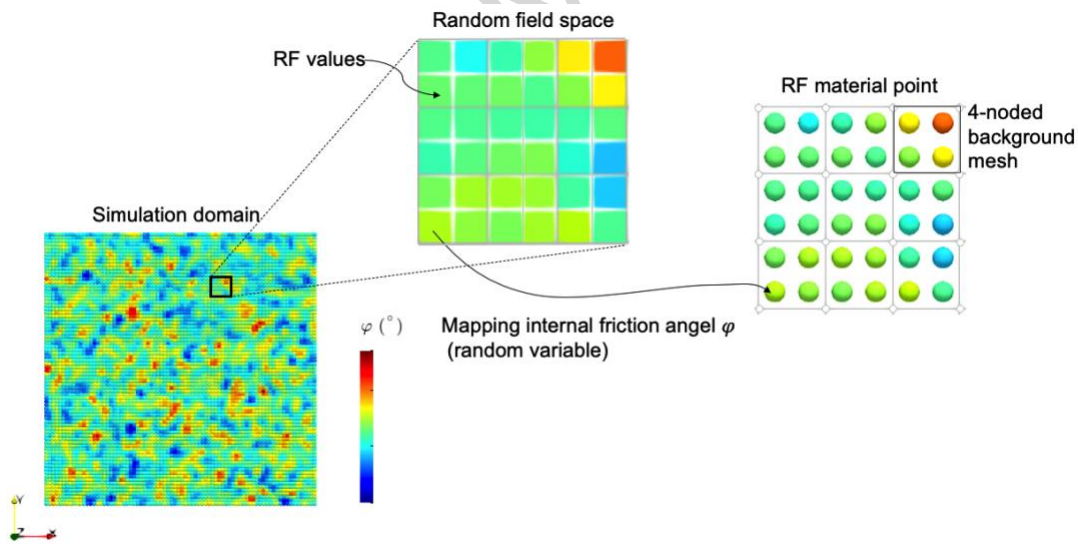 Random field space
RF values
RF material point
4-noded
background
mesh
Simulation domain
φ (°)
Mapping internal friction angel φ
(random variable)
Y
Z
X